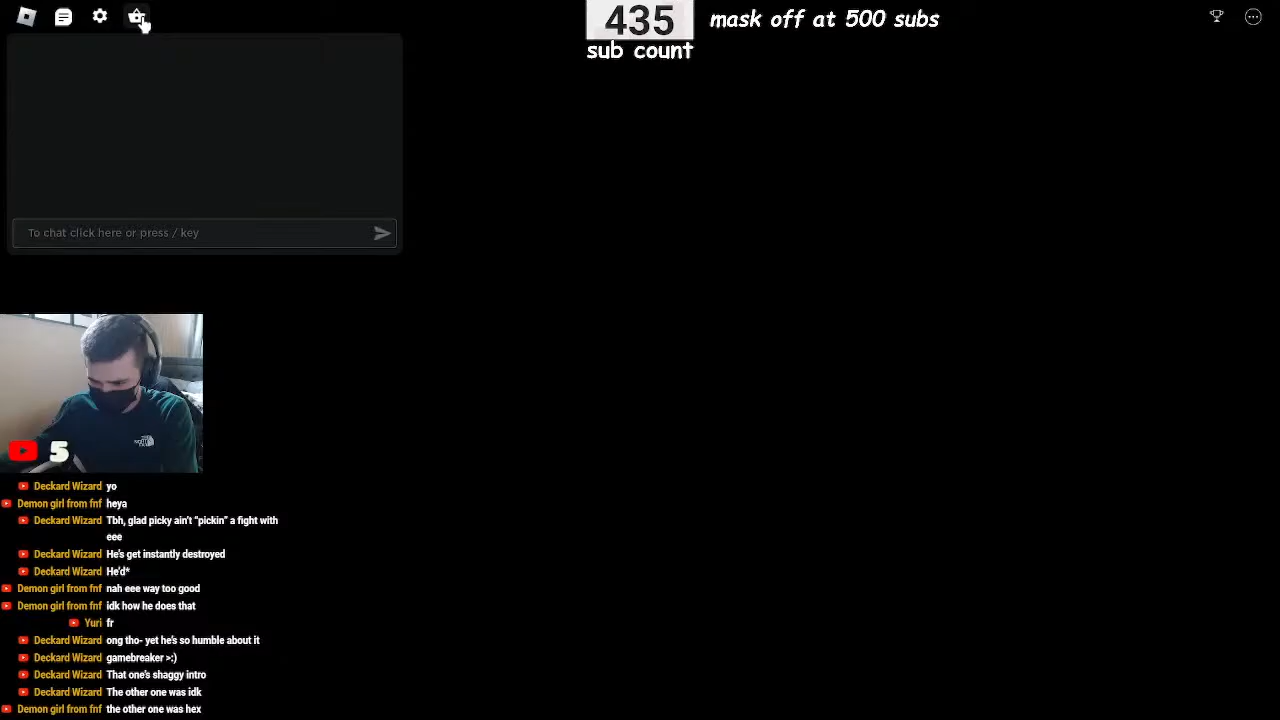 435
mask off at 500 subs
sub count
To chat click here or press / key
5
Deckard Wizard yo
Demon girl from fnf heya
Deckard Wizard Tbh, glad picky ain't "pickin" a fight with
eee
Deckard Wizard He's get instantly destroyed
Deckard Wizard He'd*
Demon girl from fnf nah eee way too good
Demon girl from fnf idk how he does that
Yuri fr
Deckard Wizard ong tho- yet he's so humble about it
Deckard Wizard gamebreaker >:)
Deckard Wizard That one's shaggy intro
Deckard Wizard The other one was idk
Demon girl from fnf the other one was hex